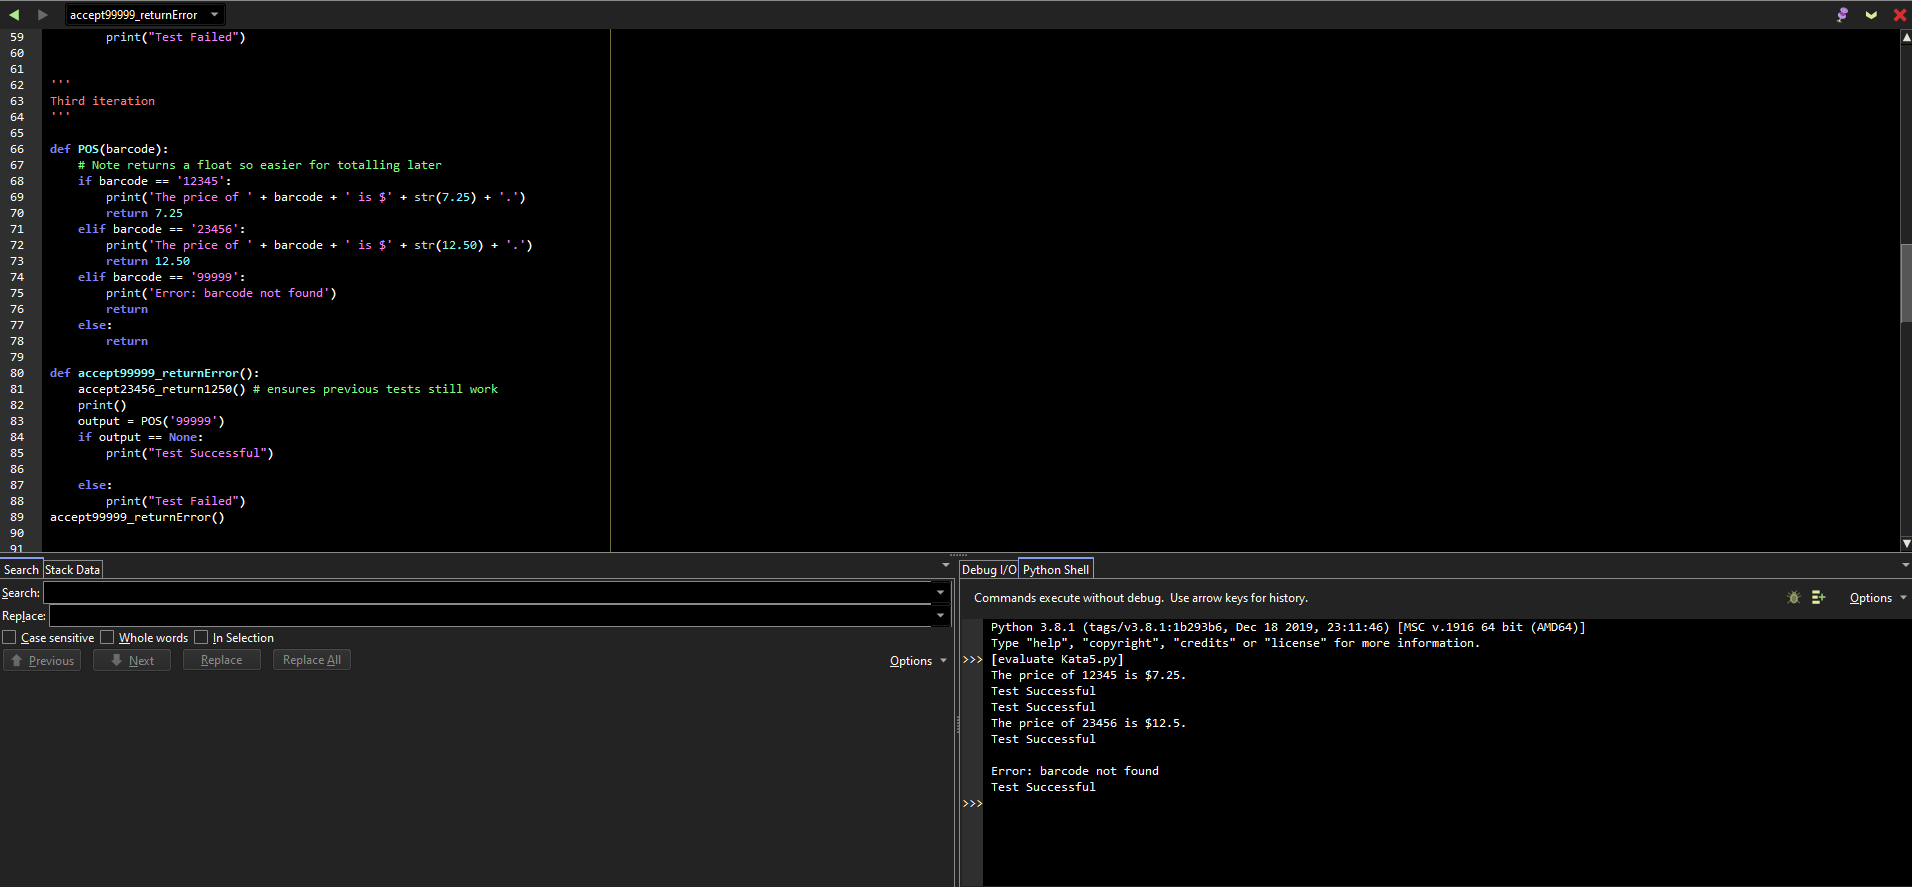 accept99999_returnError
59         print("Test Failed")
60
61
62 '''
63 Third iteration
64 '''
65
66 def POS(barcode):
67     # Note returns a float so easier for totalling later
68     if barcode == '12345':
69         print('The price of ' + barcode + ' is $' + str(7.25) + '.')
70         return 7.25
71     elif barcode == '23456':
72         print('The price of ' + barcode + ' is $' + str(12.50) + '.')
73         return 12.50
74     elif barcode == '99999':
75         print('Error: barcode not found')
76         return
77     else:
78         return
79
80 def accept99999_returnError():
81     accept23456_return1250() # ensures previous tests still work
82     print()
83     output = POS('99999')
84     if output == None:
85         print("Test Successful")
86
87     else:
88         print("Test Failed")
89 accept99999_returnError()
90
91
Search Stack Data
Search:
Replace:
Case sensitive Whole words In Selection
Previous Next Replace Replace All Options
Debug I/O Python Shell
Commands execute without debug. Use arrow keys for history. Options
Python 3.8.1 (tags/v3.8.1:1b293b6, Dec 18 2019, 23:11:46) [MSC v.1916 64 bit (AMD64)]
Type "help", "copyright", "credits" or "license" for more information.
>>> [evaluate Kata5.py]
The price of 12345 is $7.25.
Test Successful
Test Successful
The price of 23456 is $12.5.
Test Successful
Error: barcode not found
Test Successful
>>>